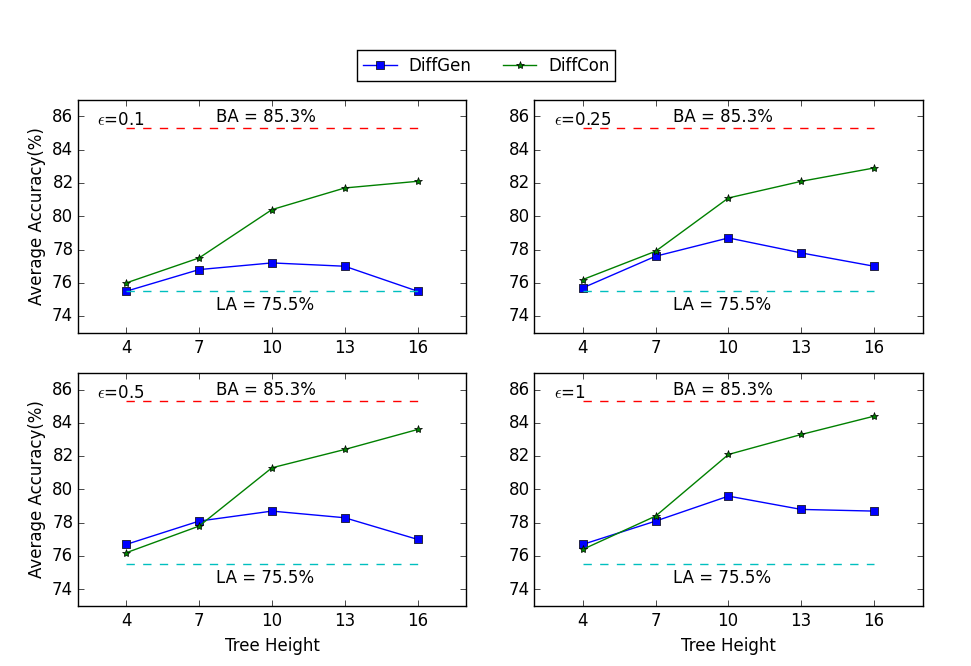 DiffGen DiffCon
ϵ=0.1 BA = 85.3%
LA = 75.5%
86
84
82
80
78
76
74
Average Accuracy(%)
4 7 10 13 16
ϵ=0.25 BA = 85.3%
LA = 75.5%
86
84
82
80
78
76
74
4 7 10 13 16
ϵ=0.5 BA = 85.3%
LA = 75.5%
86
84
82
80
78
76
74
Average Accuracy(%)
4 7 10 13 16
Tree Height
ϵ=1 BA = 85.3%
LA = 75.5%
86
84
82
80
78
76
74
4 7 10 13 16
Tree Height